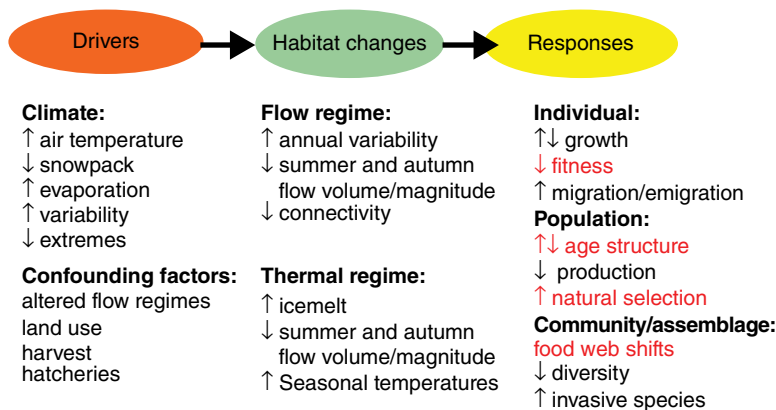 Drivers
Habitat changes
Responses
Climate:
↑ air temperature
↓ snowpack
↑ evaporation
↑ variability
↓ extremes
Confounding factors:
altered flow regimes
land use
harvest
hatcheries
Flow regime:
↑ annual variability
↓ summer and autumn
flow volume/magnitude
↓ connectivity
Thermal regime:
↑ icemelt
↓ summer and autumn
flow volume/magnitude
↑ Seasonal temperatures
Individual:
↑↓ growth
↓ fitness
↑ migration/emigration
Population:
↑↓ age structure
↓ production
↑ natural selection
Community/assemblage:
food web shifts
↓ diversity
↑ invasive species